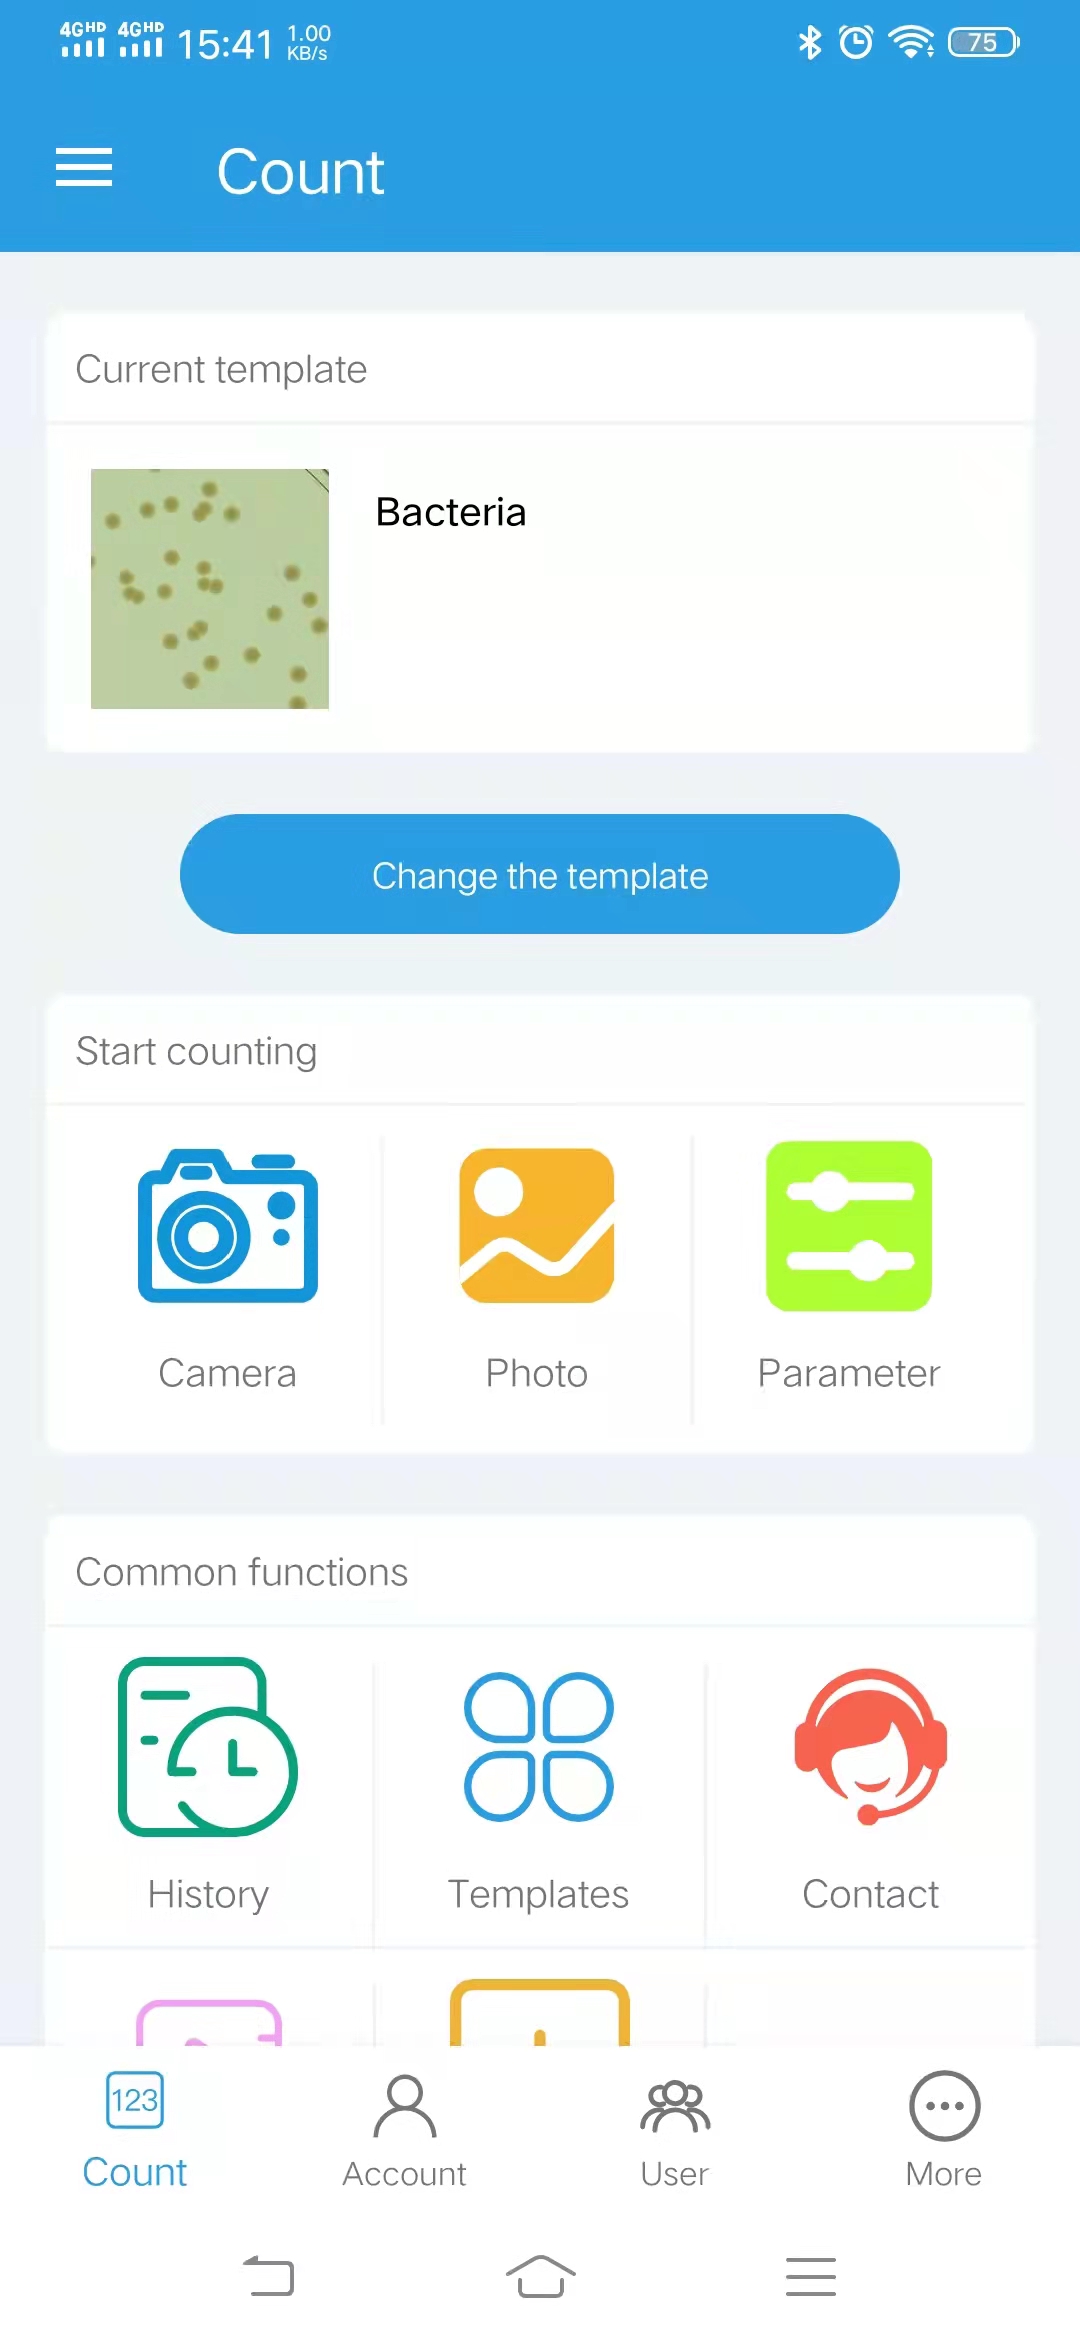 4GHD 4GHD 15:41 1.00 KB/s 75
Count
Current template
Bacteria
Change the template
Start counting
Camera Photo Parameter
Common functions
History Templates Contact
123
Count Account User More